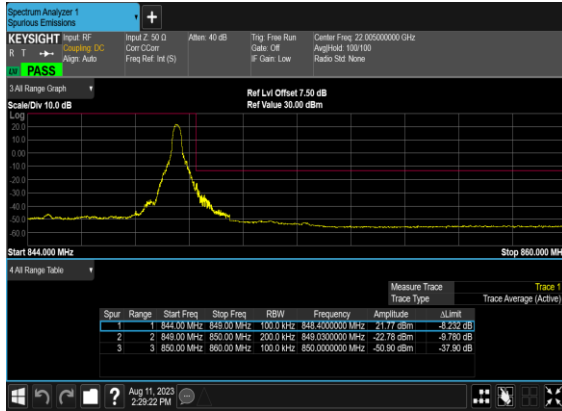 Spectrum Analyzer 1
Spurious Emissions
KEYSIGHT Input: RF Input Z: 50 Ω Atten: 40 dB Trig: Free Run Center Freq: 22.005000000 GHz
R T Coupling: DC Corr CCorr Gate: Off Avg|Hold: 100/100
Align: Auto Freq Ref: Int (S) IF Gain: Low Radio Std: None
PASS
3 All Range Graph
Ref Lvl Offset 7.50 dB
Scale/Div 10.0 dB Ref Value 30.00 dBm
Log
20.0
10.0
0.00
-10.0
-20.0
-30.0
-40.0
-50.0
-60.0
Start 844.000 MHz Stop 860.000 MH
4 All Range Table
Measure Trace Trace 1
Trace Type Trace Average (Active)
Spur Range Start Freq Stop Freq RBW Frequency Amplitude ΔLimit
1 1 844.00 MHz 849.00 MHz 100.0 kHz 848.4000000 MHz 21.77 dBm -8.232 dB
2 2 849.00 MHz 850.00 MHz 200.0 kHz 849.0300000 MHz -22.78 dBm -9.780 dB
3 3 850.00 MHz 860.00 MHz 100.0 kHz 850.0000000 MHz -50.90 dBm -37.90 dB
? Aug 11, 2023
2:29:22 PM